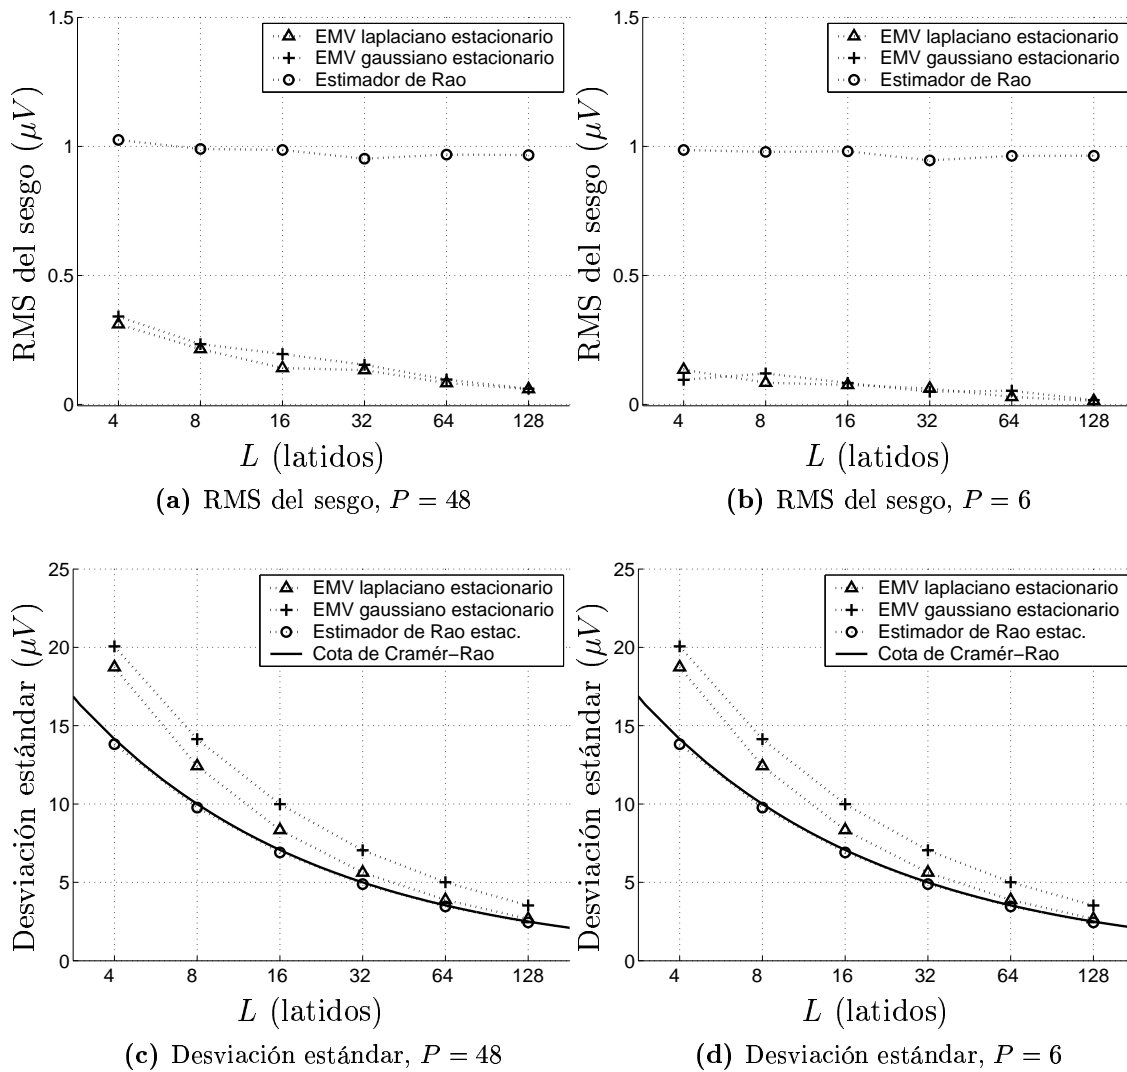 1.5
1
0.5
0
RMS del sesgo (μV)
EMV laplaciano estacionario
EMV gaussiano estacionario
Estimador de Rao
4 8 16 32 64 128
L (latidos)
(a) RMS del sesgo, P = 48
1.5
1
0.5
0
RMS del sesgo (μV)
EMV laplaciano estacionario
EMV gaussiano estacionario
Estimador de Rao
4 8 16 32 64 128
L (latidos)
(b) RMS del sesgo, P = 6
25
20
15
10
5
0
Desviación estándar (μV)
EMV laplaciano estacionario
EMV gaussiano estacionario
Estimador de Rao estac.
Cota de Cramér−Rao
4 8 16 32 64 128
L (latidos)
(c) Desviación estándar, P = 48
25
20
15
10
5
0
Desviación estándar (μV)
EMV laplaciano estacionario
EMV gaussiano estacionario
Estimador de Rao estac.
Cota de Cramér−Rao
4 8 16 32 64 128
L (latidos)
(d) Desviación estándar, P = 6